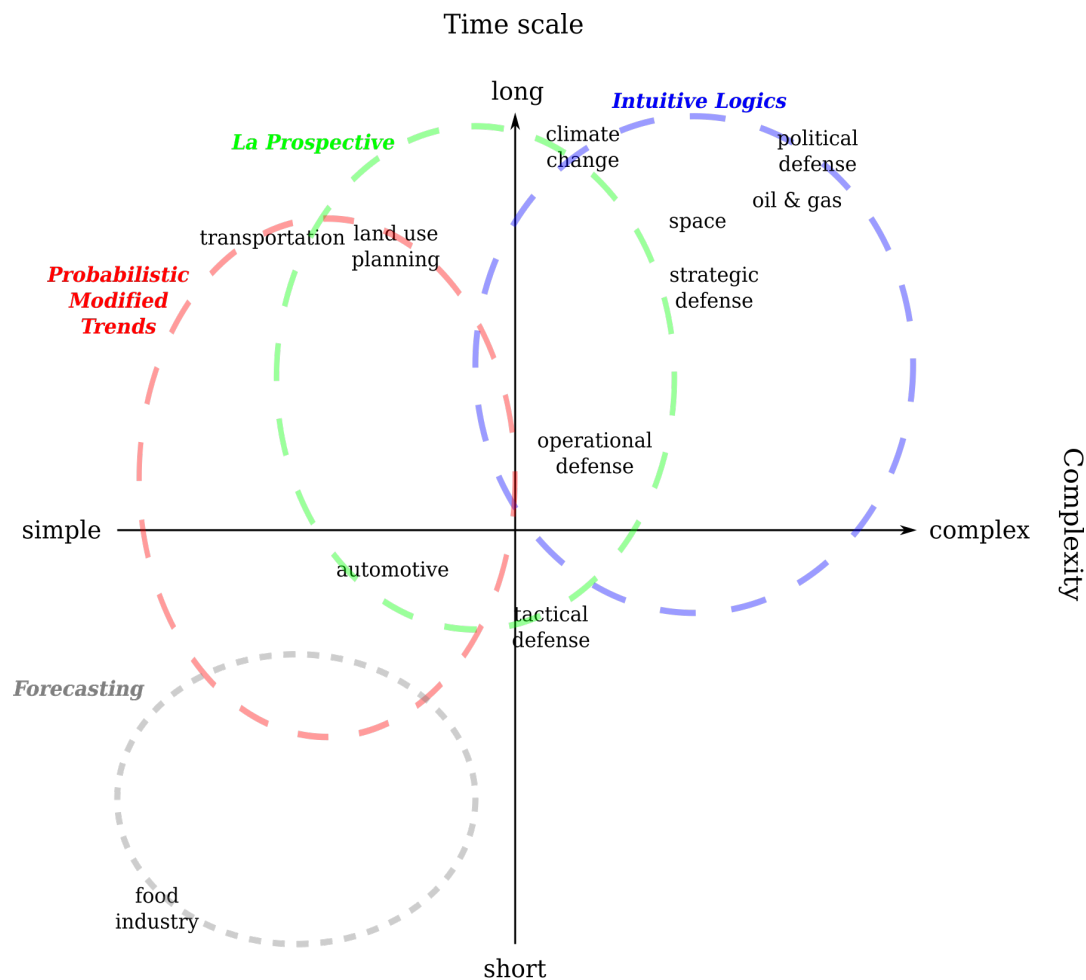 Time scale
long
Intuitive Logics
La Prospective
climate
change
political
defense
oil & gas
space
transportation
land use
planning
Probabilistic
Modified
Trends
strategic
defense
operational
defense
Complexity
simple
complex
automotive
tactical
defense
Forecasting
food
industry
short